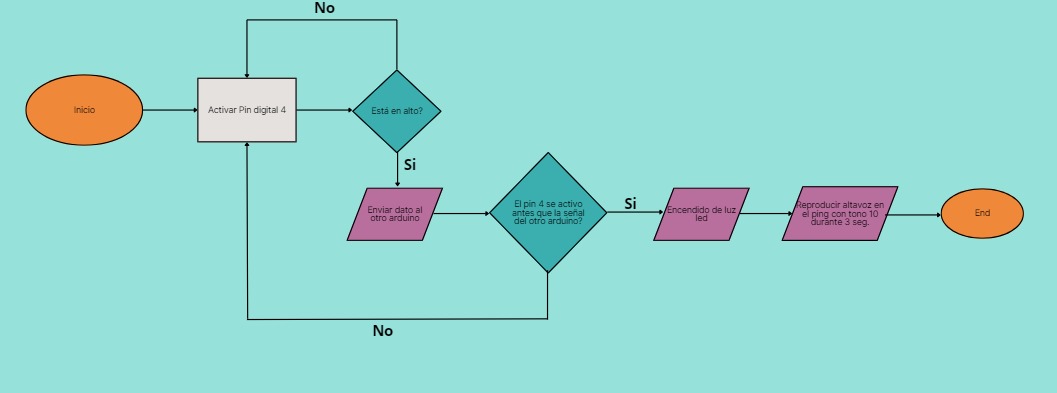 No
Inicio
Activar Pin digital 4
Está en alto?
Si
Enviar dato al
otro arduino
El pin 4 se activo
antes que la señal
del otro arduino?
Si
Encendido de luz
led
Reproducir altavoz en
el ping con tono 10
durante 3 seg.
End
No